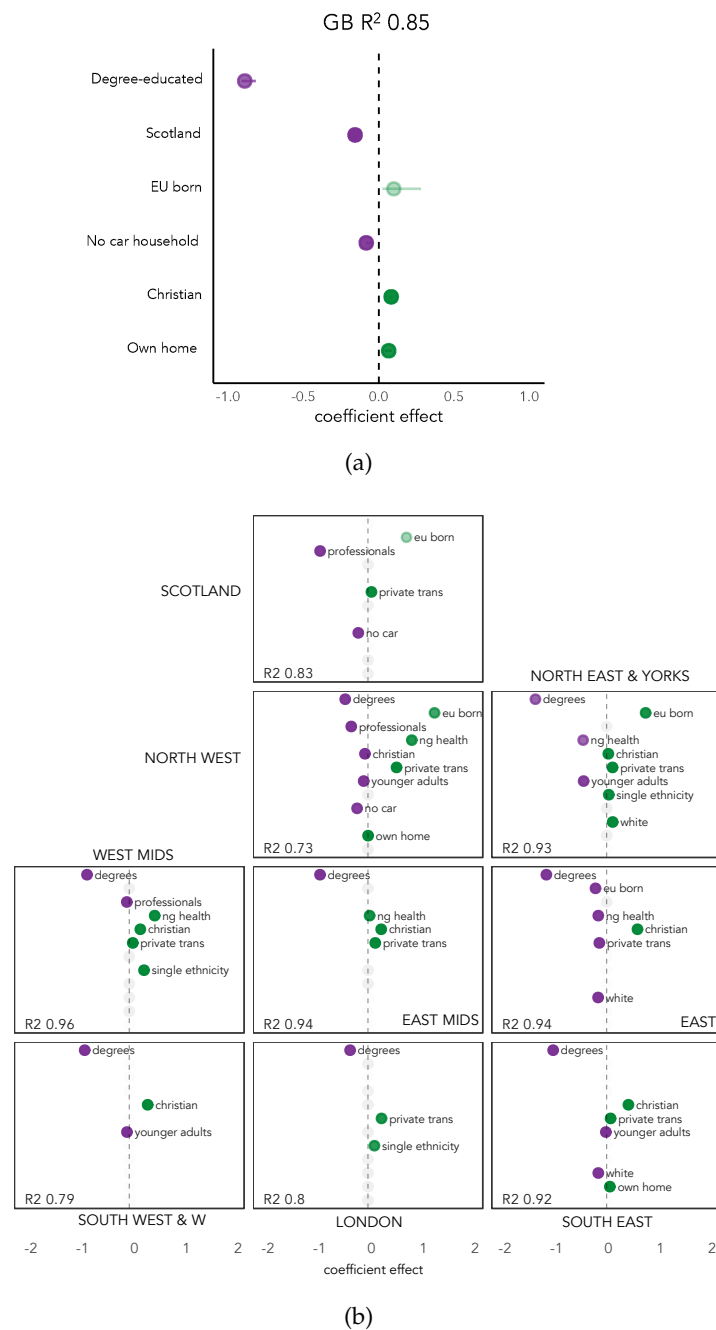 GB R² 0.85
Degree-educated
Scotland
EU born
No car household
Christian
Own home
-1.0 -0.5 0.0 0.5 1.0
coefficient effect
(a)
SCOTLAND
eu born
professionals
private trans
no car
R2 0.83
NORTH WEST
degrees
eu born
professionals
ng health
christian
private trans
younger adults
no car
own home
R2 0.73
NORTH EAST & YORKS
degrees
eu born
ng health
christian
private trans
younger adults
single ethnicity
white
R2 0.93
WEST MIDS
degrees
professionals
ng health
christian
private trans
single ethnicity
R2 0.96
degrees
ng health
christian
private trans
R2 0.94
EAST MIDS
degrees
eu born
ng health
christian
private trans
white
R2 0.94
EAST
degrees
christian
younger adults
R2 0.79
SOUTH WEST & W
degrees
private trans
single ethnicity
R2 0.8
LONDON
degrees
christian
private trans
younger adults
white
own home
R2 0.92
SOUTH EAST
-2 -1 0 1 2 -2 -1 0 1 2 -2 -1 0 1 2
coefficient effect
(b)